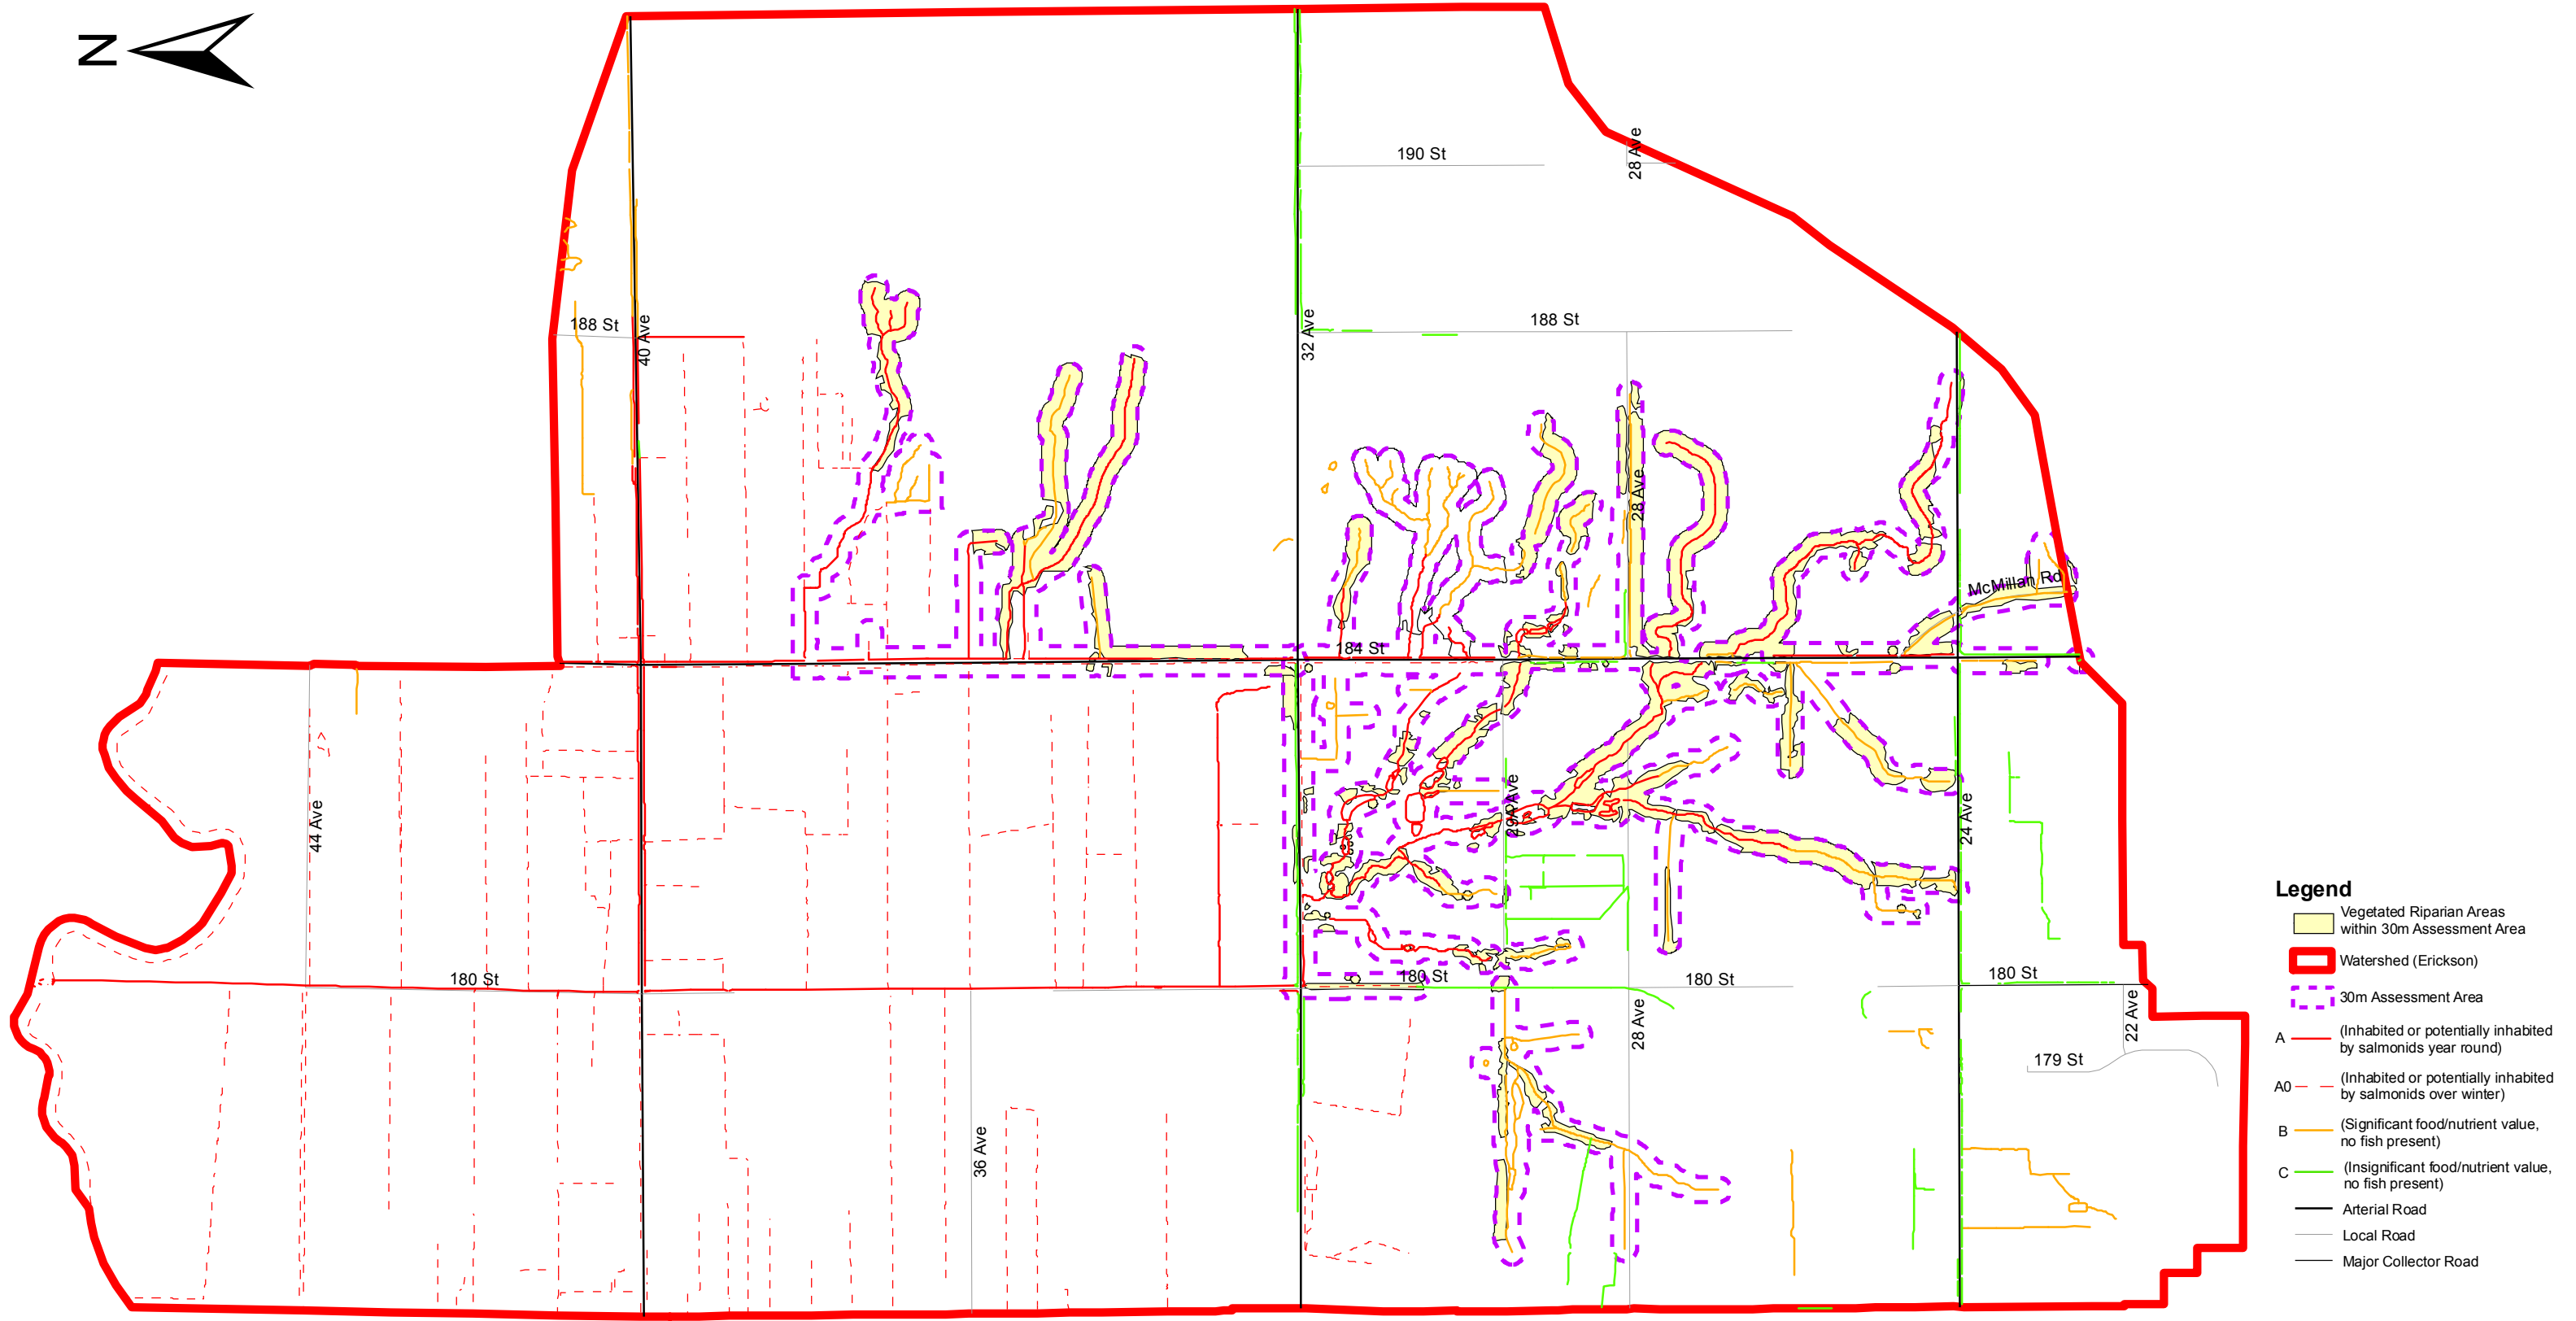 N
190 St
28 Ave
188 St
40 Ave
32 Ave
188 St
28 Ave
McMillan Rd
184 St
44 Ave
29A Ave
24 Ave
180 St
180 St
180 St
180 St
28 Ave
22 Ave
179 St
36 Ave
Legend
Vegetated Riparian Areas
within 30m Assessment Area
Watershed (Erickson)
30m Assessment Area
A (Inhabited or potentially inhabited
by salmonids year round)
A0 (Inhabited or potentially inhabited
by salmonids over winter)
B (Significant food/nutrient value,
no fish present)
C (Insignificant food/nutrient value,
no fish present)
Arterial Road
Local Road
Major Collector Road